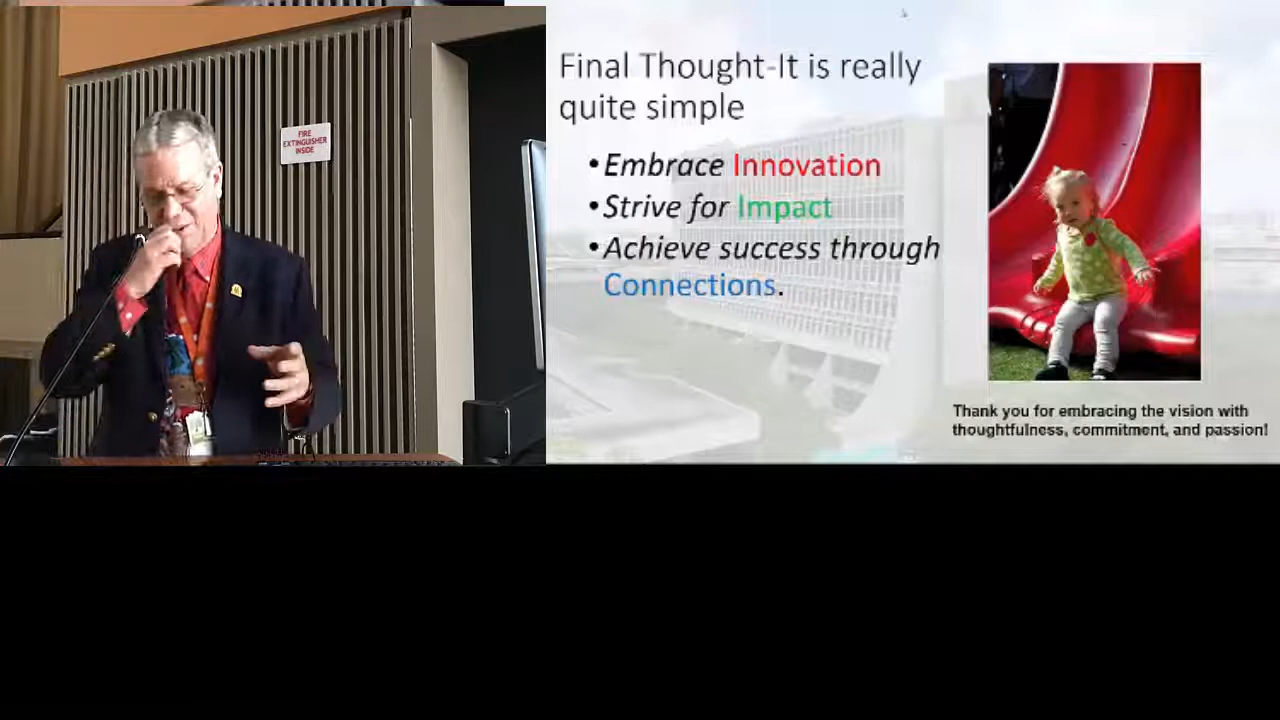 FIRE
EXTINGUISHER
INSIDE
Final Thought-It is really
quite simple
•Embrace Innovation
•Strive for Impact
•Achieve success through
Connections.
Thank you for embracing the vision with
thoughtfulness, commitment, and passion!